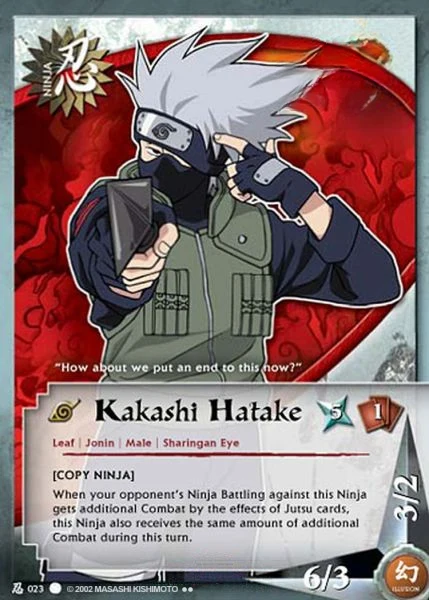 忍
NINJA
"How about we put an end to this now?"
Kakashi Hatake 5 1
Leaf | Jonin | Male | Sharingan Eye
[COPY NINJA]
When your opponent's Ninja Battling against this Ninja
gets additional Combat by the effects of Jutsu cards,
this Ninja also receives the same amount of additional
Combat during this turn.
3/2
6/3
幻
ILLUSION
忍 023 © 2002 MASASHI KISHIMOTO